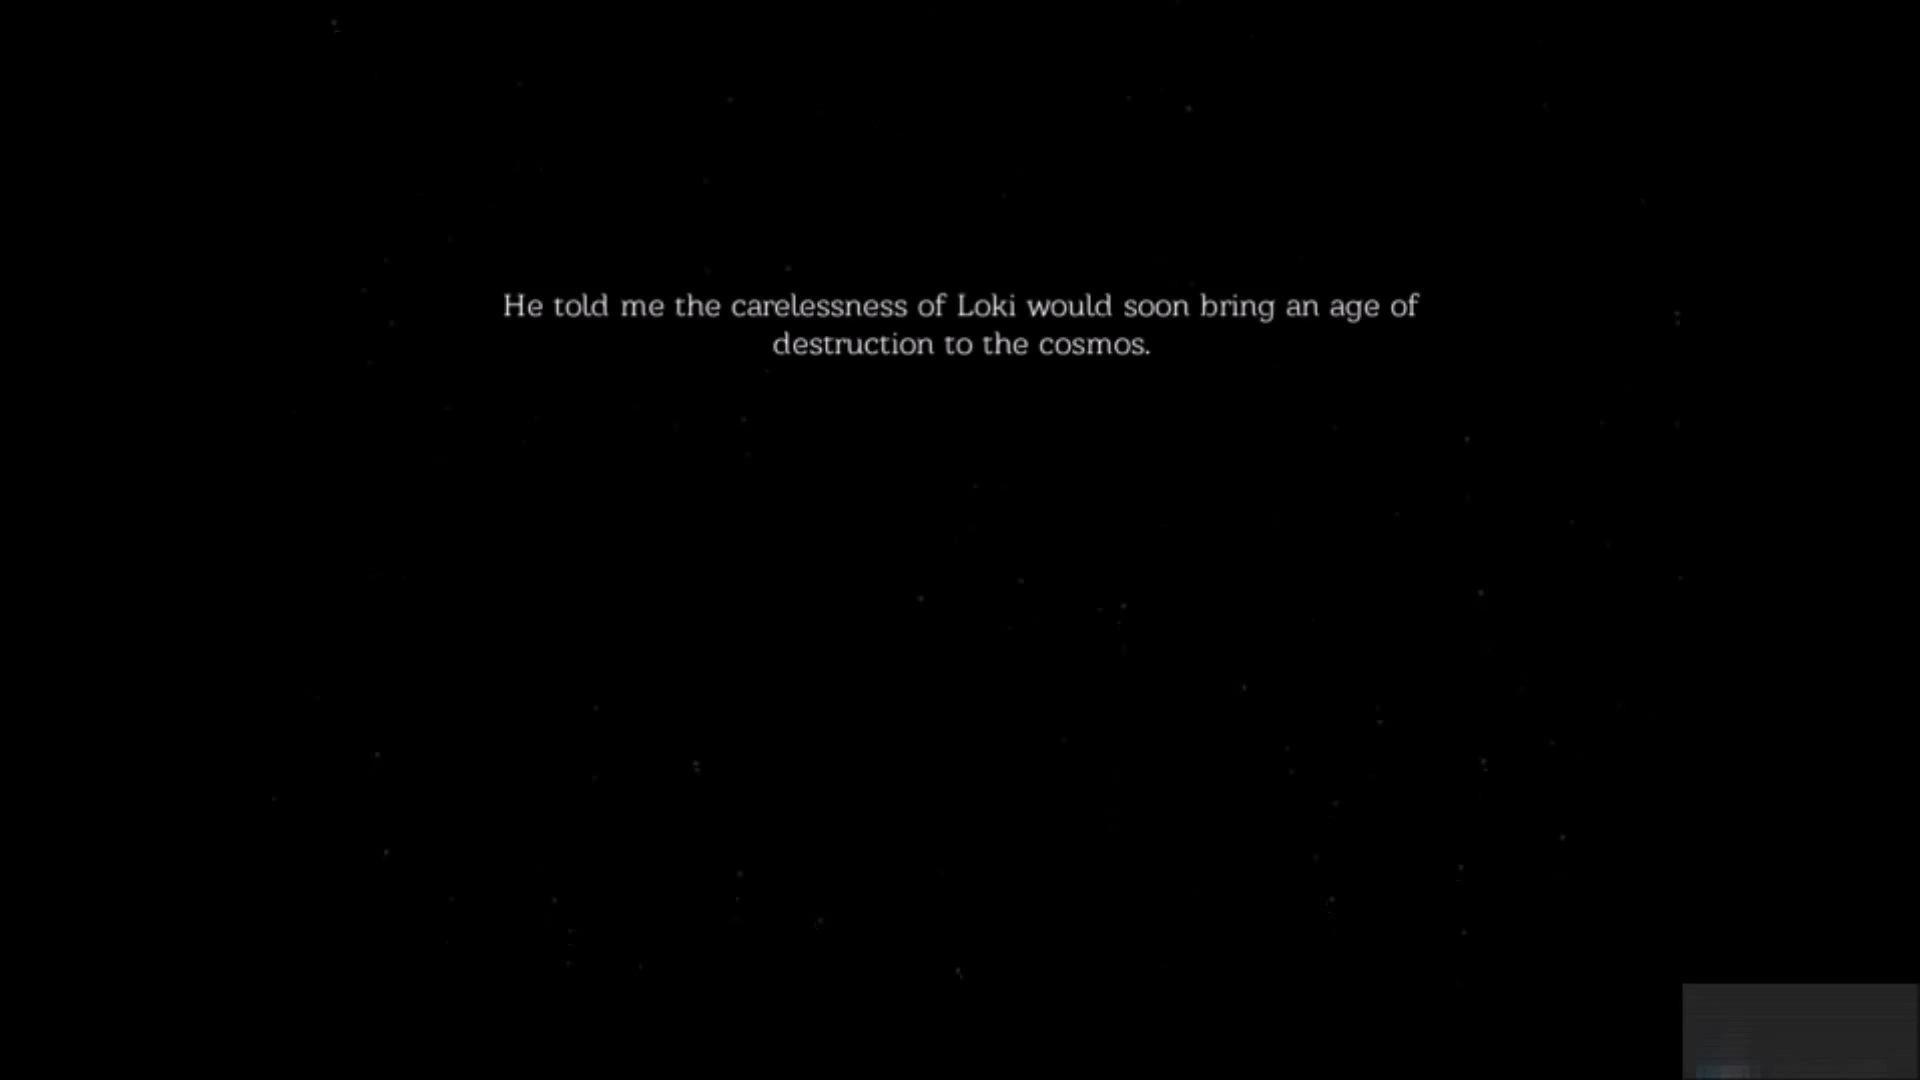 He told me the carelessness of Loki would soon bring an age of
destruction to the cosmos.